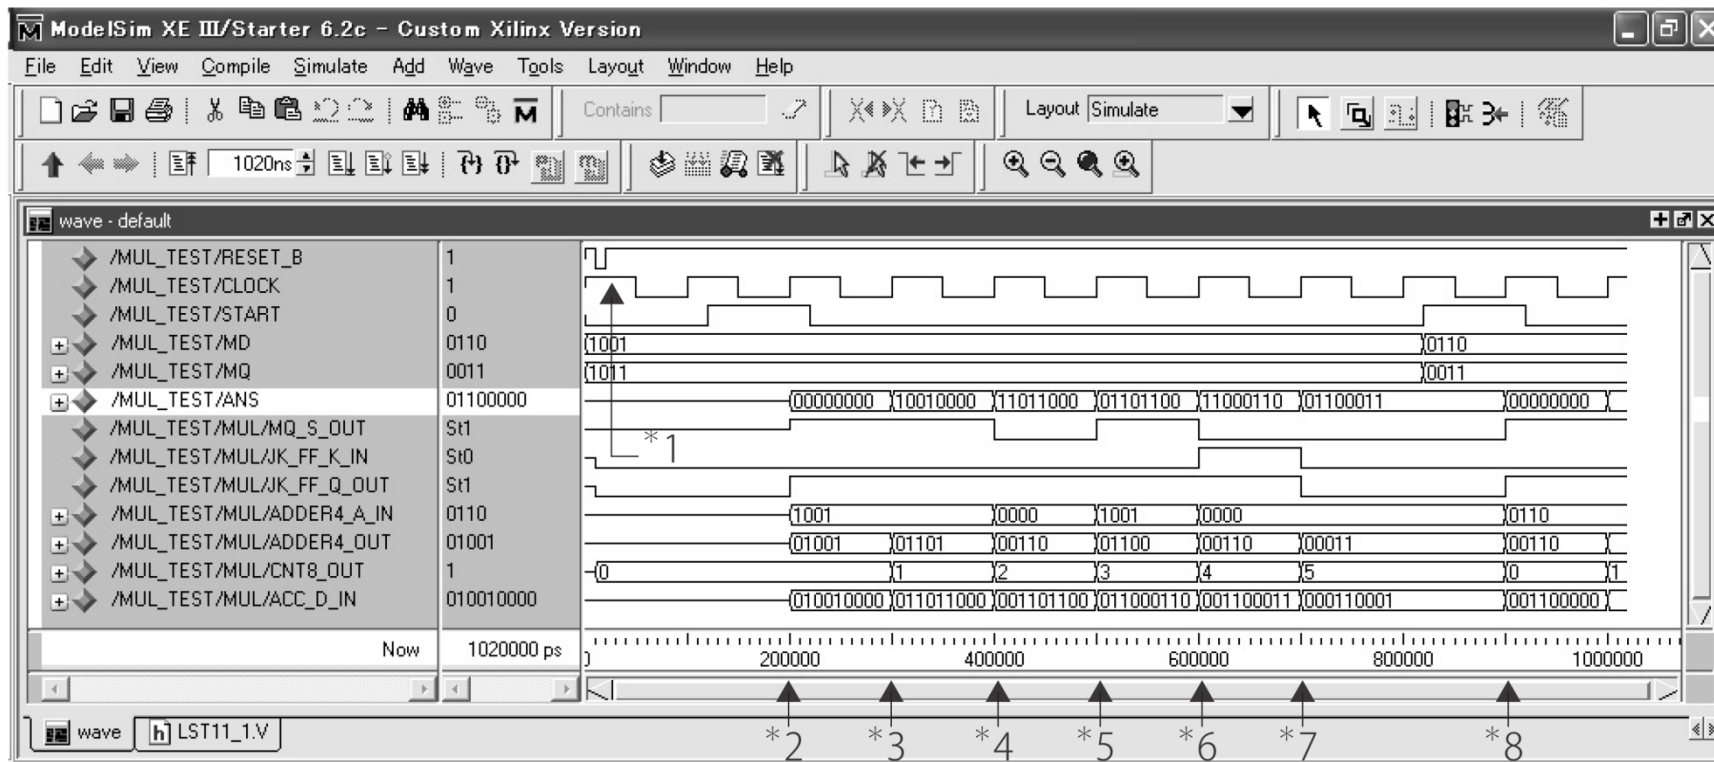 ModelSim XE III/Starter 6.2c - Custom Xilinx Version
File Edit View Compile Simulate Add Wave Tools Layout Window Help
Contains Layout Simulate
1020ns
wave - default
/MUL_TEST/RESET_B 1
/MUL_TEST/CLOCK 1
/MUL_TEST/START 0
/MUL_TEST/MD 0110 1001 0110
/MUL_TEST/MQ 0011 1011 0011
/MUL_TEST/ANS 01100000 00000000 10010000 11011000 01101100 11000110 01100011 00000000
/MUL_TEST/MUL/MQ_S_OUT St1
*1
/MUL_TEST/MUL/JK_FF_K_IN St0
/MUL_TEST/MUL/JK_FF_Q_OUT St1
/MUL_TEST/MUL/ADDER4_A_IN 0110 1001 0000 1001 0000 0110
/MUL_TEST/MUL/ADDER4_OUT 01001 01001 01101 00110 01100 00110 00011 00110
/MUL_TEST/MUL/CNT8_OUT 1 0 1 2 3 4 5 0 1
/MUL_TEST/MUL/ACC_D_IN 010010000 010010000 011011000 001101100 011000110 001100011 000110001 001100000
Now 1020000 ps 200000 400000 600000 800000 1000000
wave h LST11_1.V
*2 *3 *4 *5 *6 *7 *8